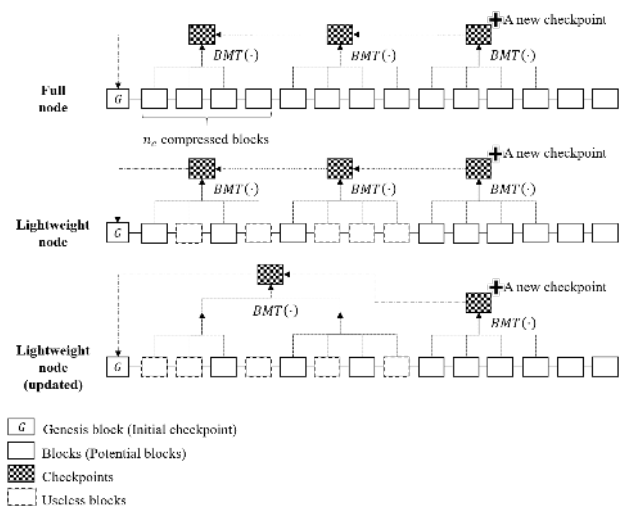 A new checkpoint
BMT(·) BMT(·) BMT(·)
Full
node
G
n_c compressed blocks
A new checkpoint
BMT(·) BMT(·) BMT(·)
Lightweight
node
G
A new checkpoint
BMT(·) BMT(·)
Lightweight
node
(updated)
G
G Genesis block (Initial checkpoint)
Blocks (Potential blocks)
Checkpoints
Useless blocks